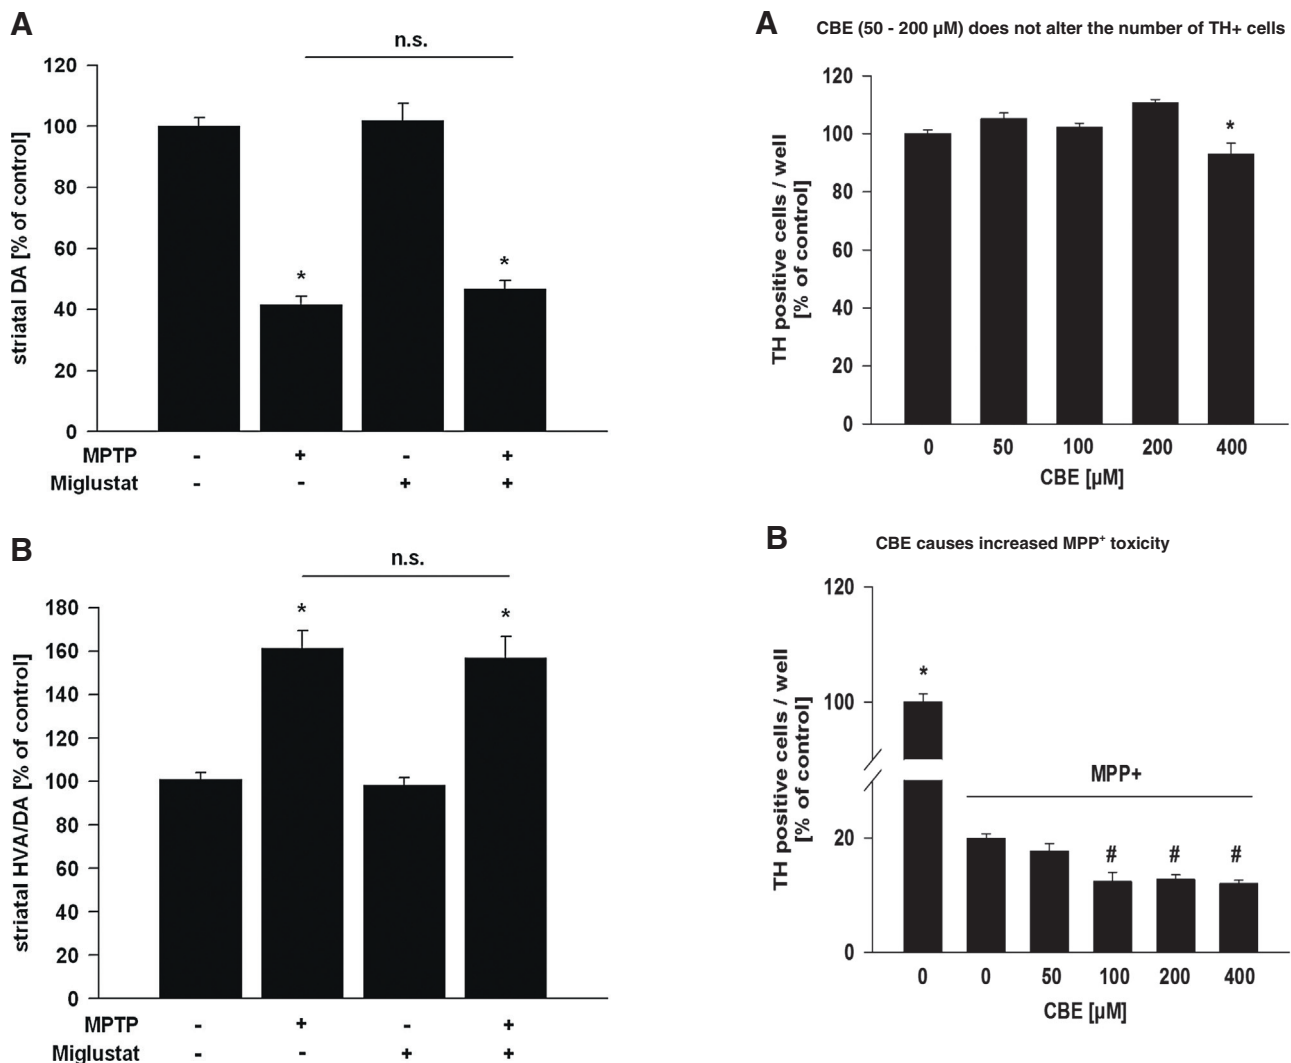 A
n.s.
striatal DA [% of control]
120
100
80
60
40
20
0
*
*
MPTP - + - +
Miglustat - - + +
B
n.s.
striatal HVA/DA [% of control]
180
160
140
120
100
80
60
40
20
0
*
*
MPTP - + - +
Miglustat - - + +
A
CBE (50 - 200 µM) does not alter the number of TH+ cells
TH positive cells / well
[% of control]
120
100
80
60
40
20
0
*
0 50 100 200 400
CBE [µM]
B
CBE causes increased MPP⁺ toxicity
TH positive cells / well
[% of control]
120
100
20
0
*
MPP+
# # #
0 0 50 100 200 400
CBE [µM]